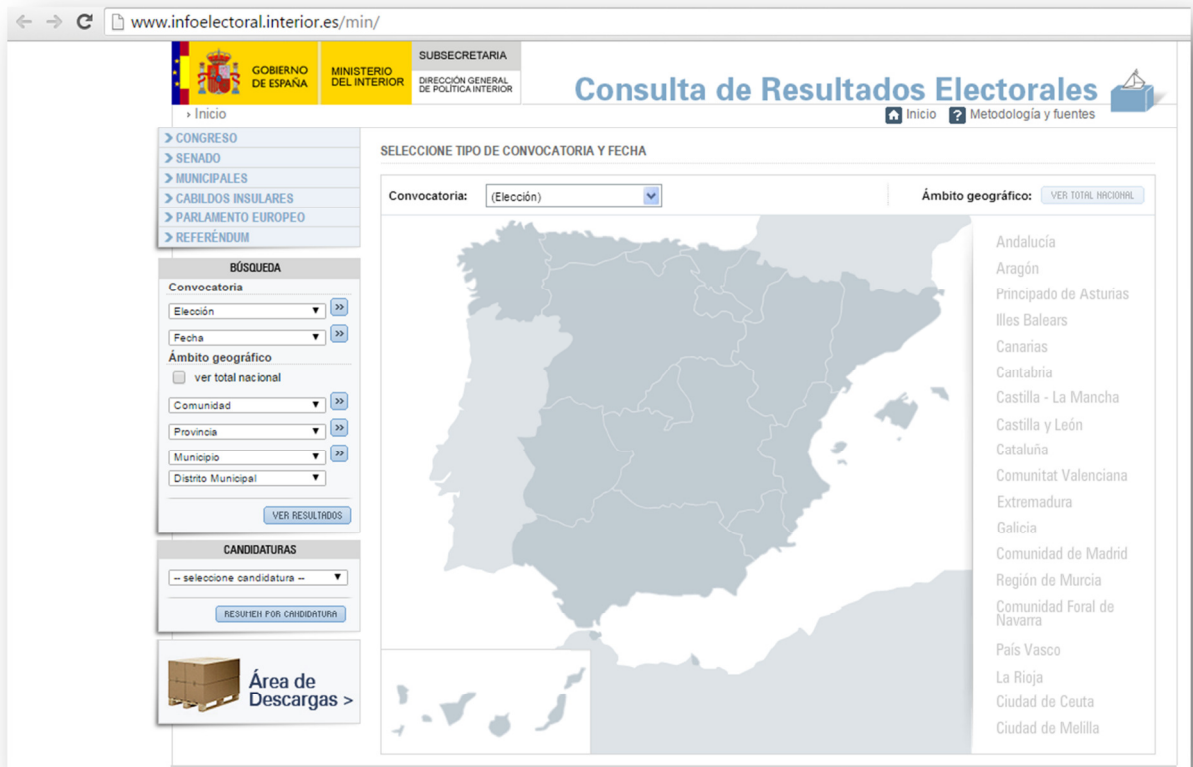 www.infoelectoral.interior.es/min/
GOBIERNO
DE ESPAÑA
MINISTERIO
DEL INTERIOR
SUBSECRETARIA
DIRECCIÓN GENERAL
DE POLÍTICA INTERIOR
Consulta de Resultados Electorales
Inicio
Inicio
? Metodología y fuentes
CONGRESO
SENADO
MUNICIPALES
CABILDOS INSULARES
PARLAMENTO EUROPEO
REFERÉNDUM
BÚSQUEDA
Convocatoria
Elección
>>
Fecha
>>
Ámbito geográfico
ver total nacional
Comunidad
>>
Provincia
>>
Municipio
>>
Distrito Municipal
VER RESULTADOS
CANDIDATURAS
-- seleccione candidatura --
RESUMEN POR CANDIDATURA
Área de
Descargas >
SELECCIONE TIPO DE CONVOCATORIA Y FECHA
Convocatoria: (Elección)
Ámbito geográfico: VER TOTAL NACIONAL
Andalucía
Aragón
Principado de Asturias
Illes Balears
Canarias
Cantabria
Castilla - La Mancha
Castilla y León
Cataluña
Comunitat Valenciana
Extremadura
Galicia
Comunidad de Madrid
Región de Murcia
Comunidad Foral de
Navarra
País Vasco
La Rioja
Ciudad de Ceuta
Ciudad de Melilla